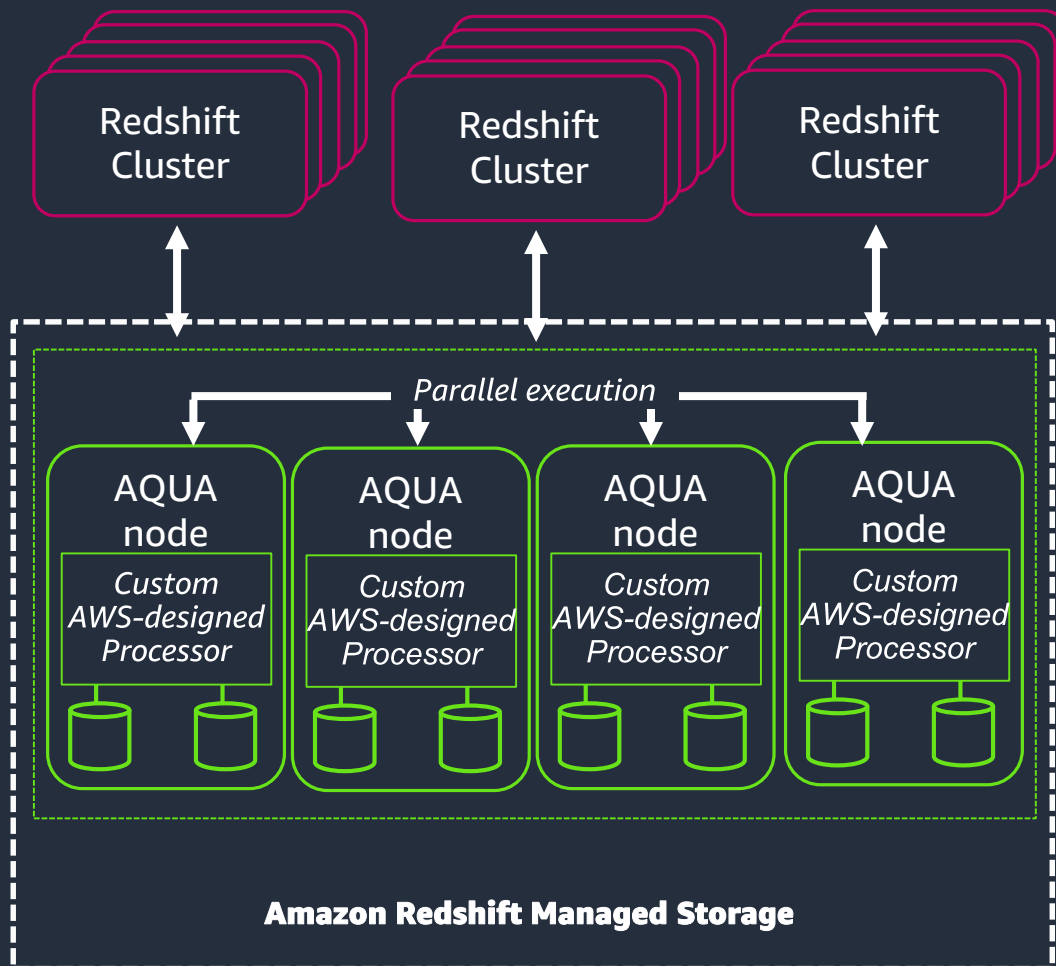 Redshift
Cluster
Redshift
Cluster
Redshift
Cluster
Parallel execution
AQUA
node
Custom
AWS-designed
Processor
AQUA
node
Custom
AWS-designed
Processor
AQUA
node
Custom
AWS-designed
Processor
AQUA
node
Custom
AWS-designed
Processor
Amazon Redshift Managed Storage